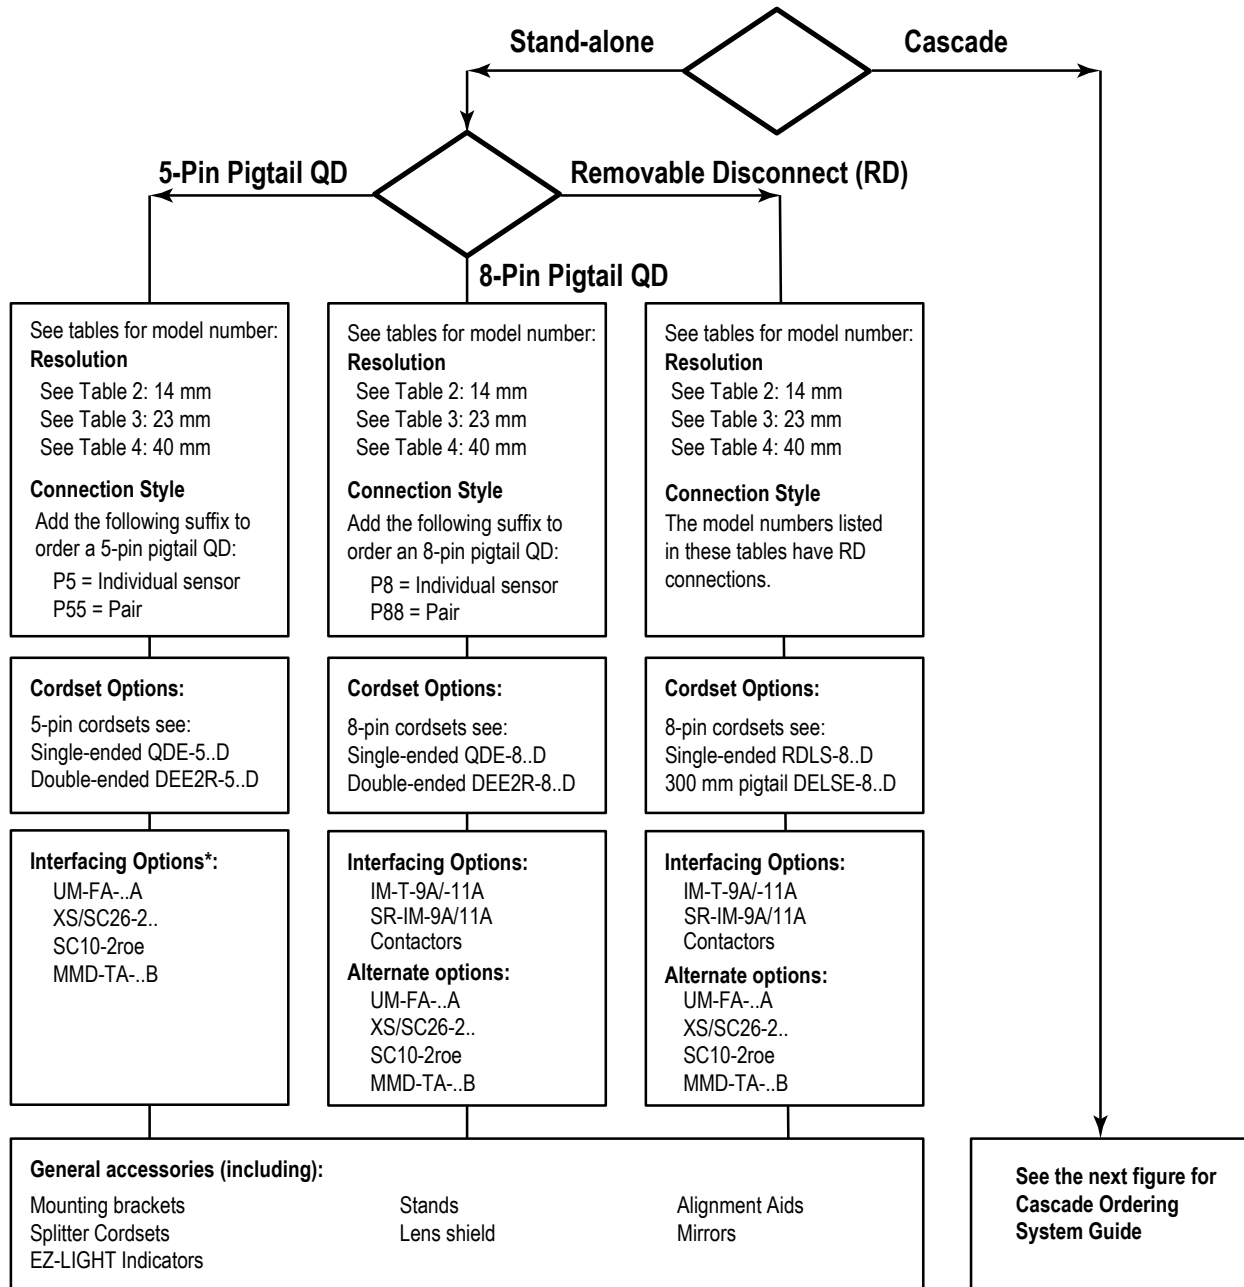 Stand-alone
Cascade
5-Pin Pigtail QD
Removable Disconnect (RD)
8-Pin Pigtail QD
See tables for model number:
Resolution
See Table 2: 14 mm
See Table 3: 23 mm
See Table 4: 40 mm
Connection Style
Add the following suffix to
order a 5-pin pigtail QD:
P5 = Individual sensor
P55 = Pair
See tables for model number:
Resolution
See Table 2: 14 mm
See Table 3: 23 mm
See Table 4: 40 mm
Connection Style
Add the following suffix to
order an 8-pin pigtail QD:
P8 = Individual sensor
P88 = Pair
See tables for model number:
Resolution
See Table 2: 14 mm
See Table 3: 23 mm
See Table 4: 40 mm
Connection Style
The model numbers listed
in these tables have RD
connections.
Cordset Options:
5-pin cordsets see:
Single-ended QDE-5..D
Double-ended DEE2R-5..D
Cordset Options:
8-pin cordsets see:
Single-ended QDE-8..D
Double-ended DEE2R-8..D
Cordset Options:
8-pin cordsets see:
Single-ended RDLS-8..D
300 mm pigtail DELSE-8..D
Interfacing Options*:
UM-FA-..A
XS/SC26-2..
SC10-2roe
MMD-TA-..B
Interfacing Options:
IM-T-9A/-11A
SR-IM-9A/11A
Contactors
Alternate options:
UM-FA-..A
XS/SC26-2..
SC10-2roe
MMD-TA-..B
Interfacing Options:
IM-T-9A/-11A
SR-IM-9A/11A
Contactors
Alternate options:
UM-FA-..A
XS/SC26-2..
SC10-2roe
MMD-TA-..B
General accessories (including):
Mounting brackets
Splitter Cordsets
EZ-LIGHT Indicators
Stands
Lens shield
Alignment Aids
Mirrors
See the next figure for
Cascade Ordering
System Guide